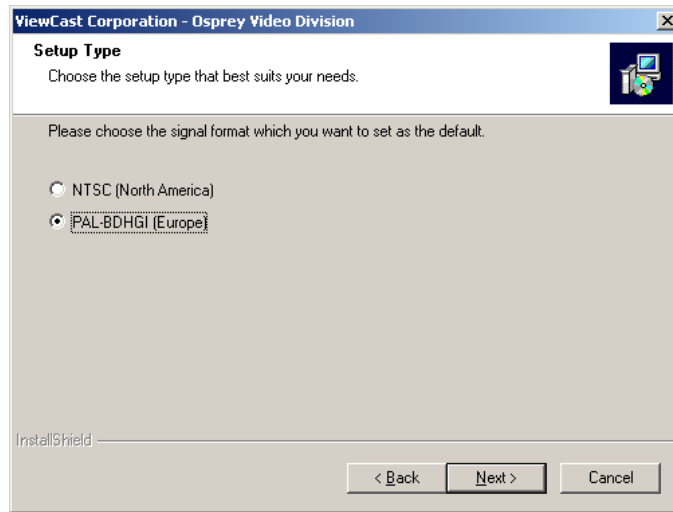 ViewCast Corporation - Osprey Video Division
Setup Type
Choose the setup type that best suits your needs.
Please choose the signal format which you want to set as the default.
NTSC (North America)
PAL-BDHGI (Europe)
InstallShield
< Back
Next >
Cancel